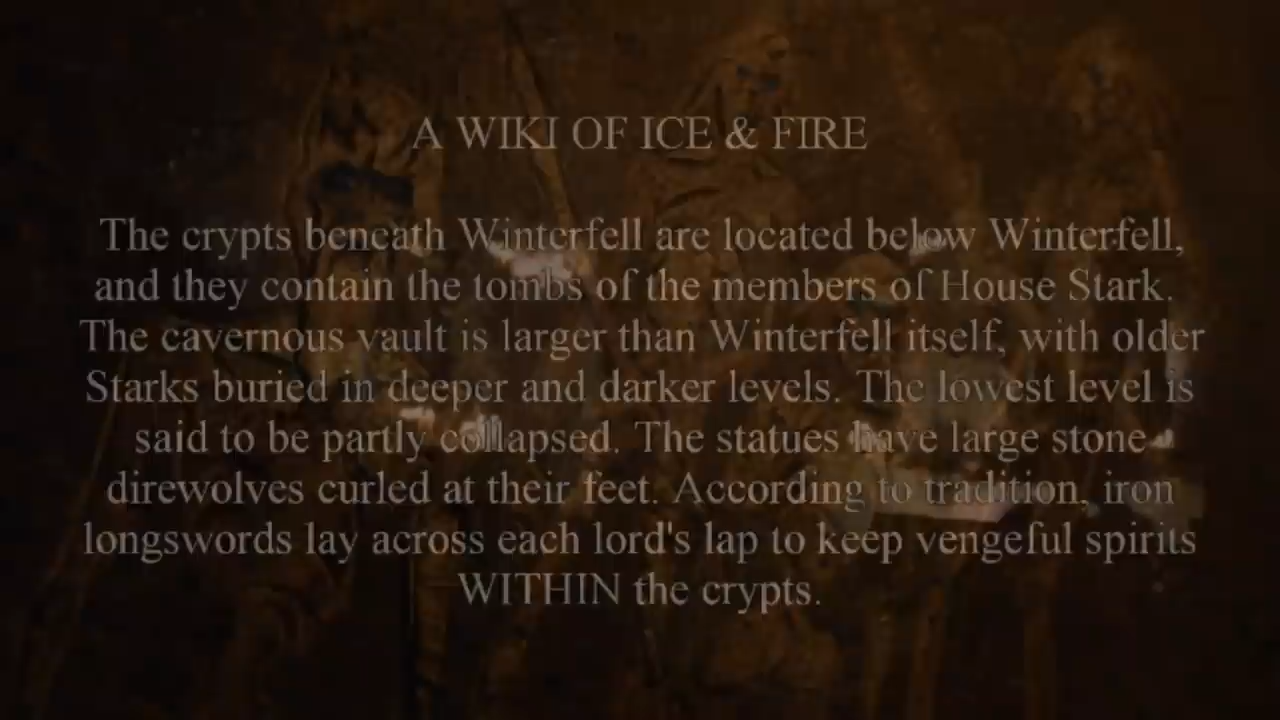 A WIKI OF ICE & FIRE
The crypts beneath Winterfell are located below Winterfell,
and they contain the tombs of the members of House Stark.
The cavernous vault is larger than Winterfell itself, with older
Starks buried in deeper and darker levels. The lowest level is
said to be partly collapsed. The statues have large stone
direwolves curled at their feet. According to tradition, iron
longswords lay across each lord's lap to keep vengeful spirits
WITHIN the crypts.